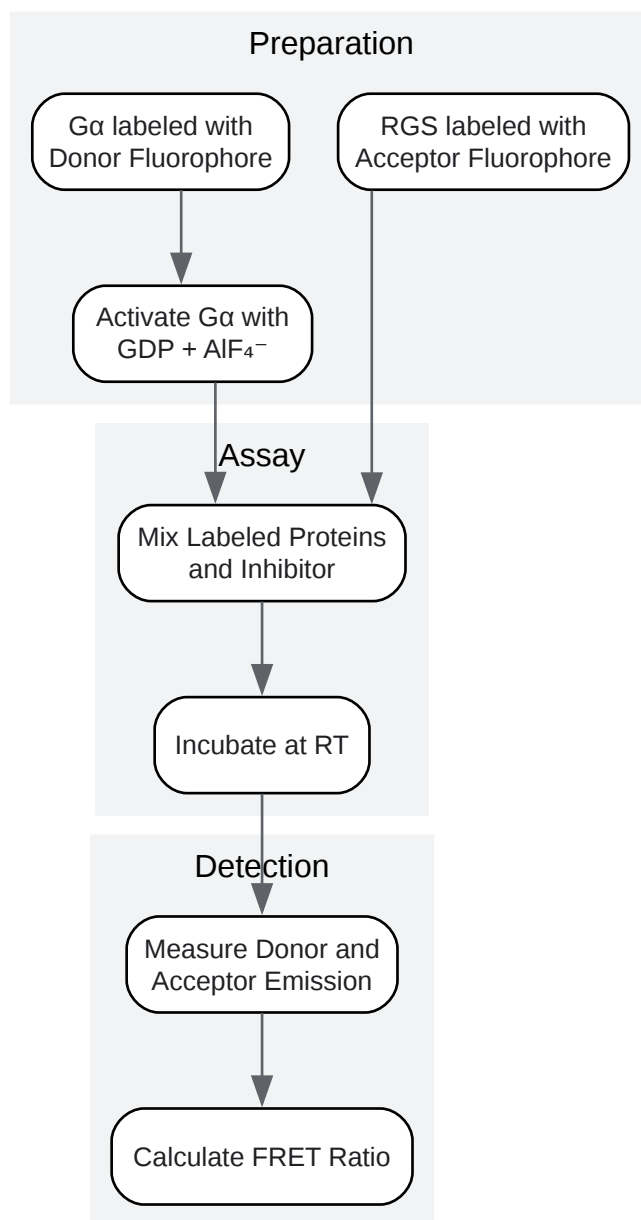 Preparation
Gα labeled with
Donor Fluorophore
RGS labeled with
Acceptor Fluorophore
Activate Gα with
GDP + AlF₄⁻
Assay
Mix Labeled Proteins
and Inhibitor
Incubate at RT
Detection
Measure Donor and
Acceptor Emission
Calculate FRET Ratio